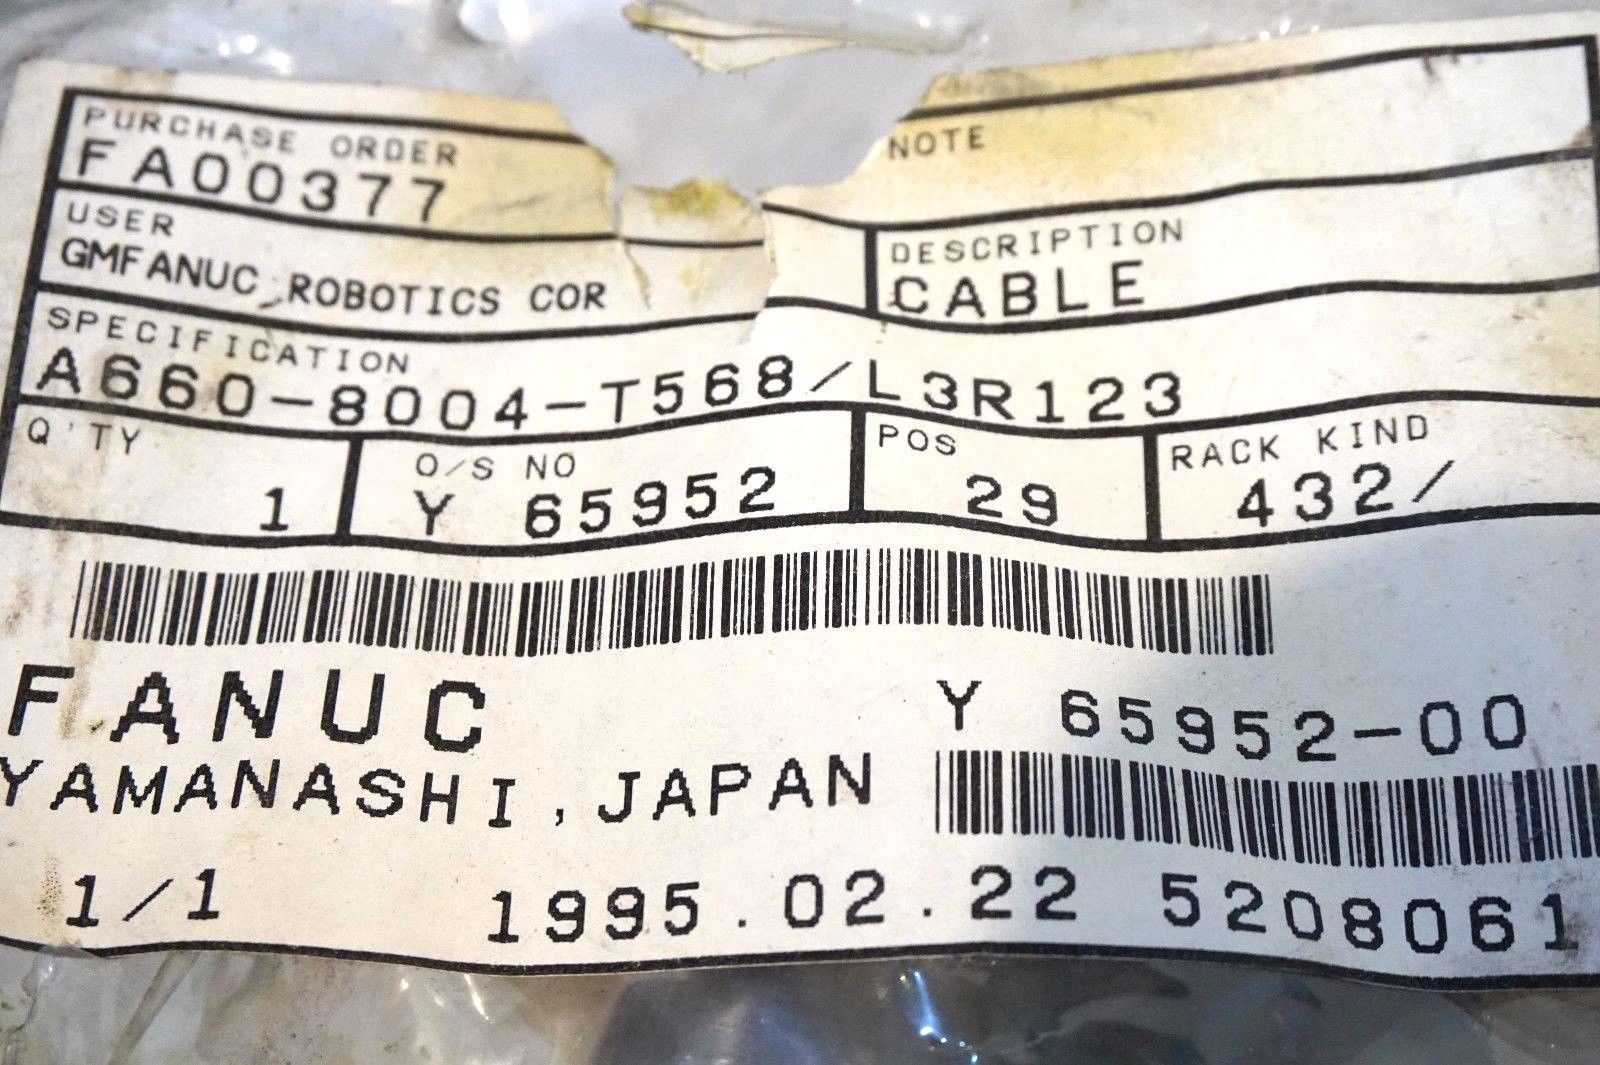 PURCHASE ORDER
FA00377
NOTE
USER
GMFANUC ROBOTICS COR
DESCRIPTION
CABLE
SPECIFICATION
A660-8004-T568/L3R123
Q'TY
1
O/S NO
Y 65952
POS
29
RACK KIND
432/
FANUC
Y 65952-00
YAMANASHI, JAPAN
1/1 1995.02.22 5208061